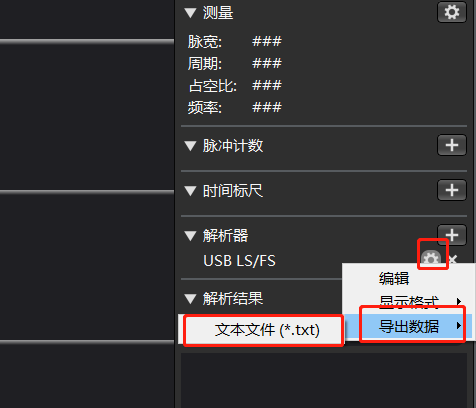 测量
脉宽: ###
周期: ###
占空比: ###
频率: ###
脉冲计数
时间标尺
解析器
USB LS/FS
编辑
解析结果
显示格式
文本文件 (*.txt)
导出数据